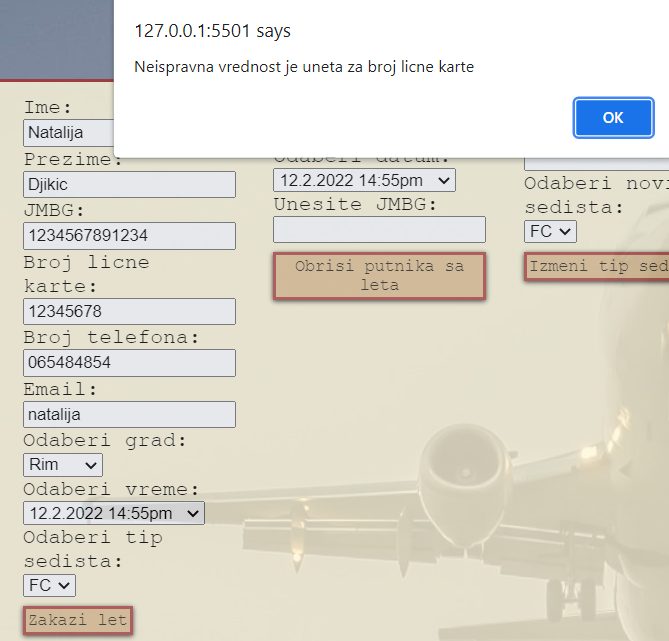 127.0.0.1:5501 says
Neispravna vrednost je uneta za broj licne karte
OK
Ime:
Natalija
Prezime:
Djikic
JMBG:
1234567891234
Broj licne
karte:
12345678
Broj telefona:
065484854
Email:
natalija
Odaberi grad:
Rim
Odaberi vreme:
12.2.2022 14:55pm
Odaberi tip
sedista:
FC
Zakazi let
Odaberi datum:
12.2.2022 14:55pm
Unesite JMBG:
Obrisi putnika sa
leta
Odaberi novi
sedista:
FC
Izmeni tip sed